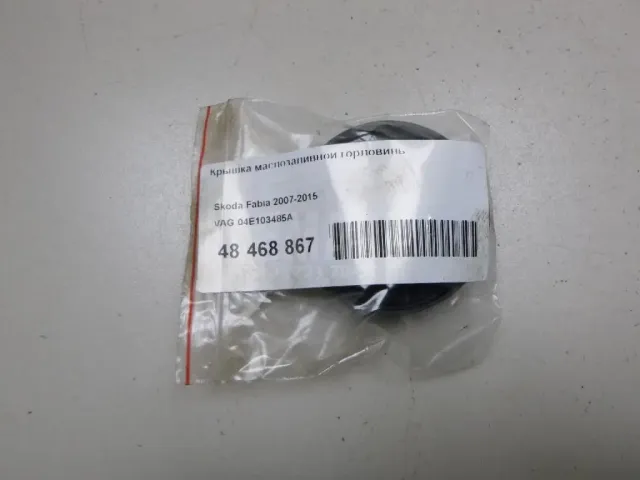 Крышка маслозаливной горловины
Skoda Fabia 2007-2015
VAG 04E103485A
48 468 867